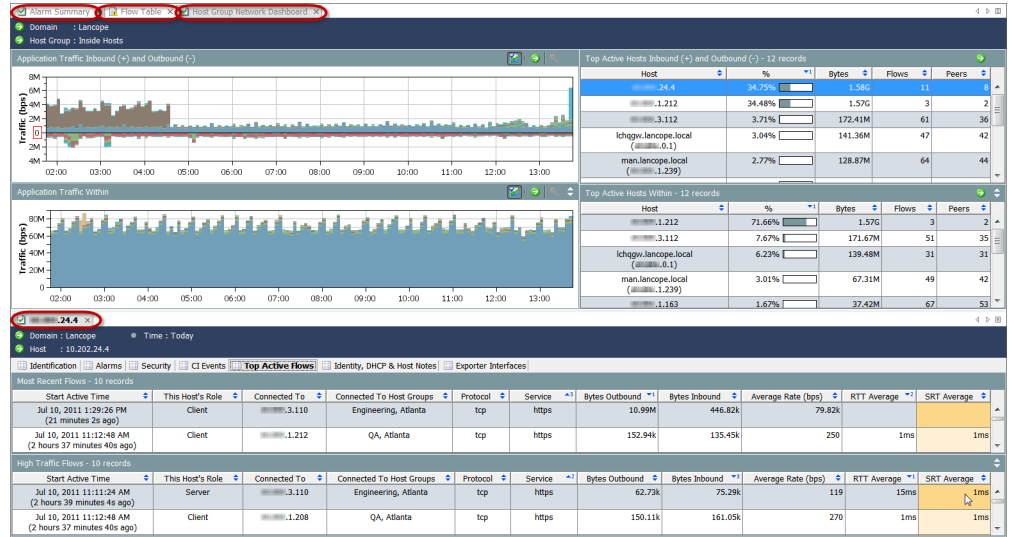 Alarm Summary Flow Table Host Group Network Dashboard
Domain : Lancope
Host Group : Inside Hosts
Application Traffic Inbound (+) and Outbound (-)
8M
6M
4M
2M
0
2M
4M
Traffic (bps)
02:00 03:00 04:00 05:00 06:00 07:00 08:00 09:00 10:00 11:00 12:00 13:00
Top Active Hosts Inbound (+) and Outbound (-) - 12 records
Host % 1 Bytes Flows Peers
.24.4 34.75% 1.58G 11 8
.1.212 34.48% 1.57G 3 2
.3.112 3.71% 172.41M 61 36
lchqgw.lancope.local 3.04% 141.36M 47 42
( .0.1)
man.lancope.local 2.77% 128.87M 64 44
( .1.239)
Application Traffic Within
80M
60M
40M
20M
0
Traffic (bps)
02:00 03:00 04:00 05:00 06:00 07:00 08:00 09:00 10:00 11:00 12:00 13:00
Top Active Hosts Within - 12 records
Host % 1 Bytes Flows Peers
.1.212 71.66% 1.57G 3 2
.3.112 7.67% 171.67M 51 35
lchqgw.lancope.local 6.23% 139.48M 31 31
( .0.1)
man.lancope.local 3.01% 67.31M 49 42
( .1.239)
.1.163 1.67% 37.42M 67 53
.24.4
Domain : Lancope Time : Today
Host : 10.202.24.4
Identification Alarms Security CI Events Top Active Flows Identity, DHCP & Host Notes Exporter Interfaces
Most Recent Flows - 10 records
Start Active Time This Host's Role Connected To Connected To Host Groups Protocol Service 3 Bytes Outbound 1 Bytes Inbound Average Rate (bps) RTT Average 2 SRT Average
Jul 10, 2011 1:29:26 PM Client .3.110 Engineering, Atlanta tcp https 10.99M 446.82k 79.82k
(21 minutes 2s ago)
Jul 10, 2011 11:12:48 AM Client .1.212 QA, Atlanta tcp https 152.94k 135.45k 250 1ms 1ms
(2 hours 37 minutes 40s ago)
High Traffic Flows - 10 records
Start Active Time This Host's Role Connected To Connected To Host Groups Protocol Service 2 Bytes Outbound Bytes Inbound 3 Average Rate (bps) RTT Average 1 SRT Average
Jul 10, 2011 11:11:24 AM Server .3.110 Engineering, Atlanta tcp https 62.73k 75.29k 119 15ms 1ms
(2 hours 39 minutes 4s ago)
Jul 10, 2011 11:12:48 AM Client .1.208 QA, Atlanta tcp https 150.11k 161.05k 270 1ms 1ms
(2 hours 37 minutes 40s ago)